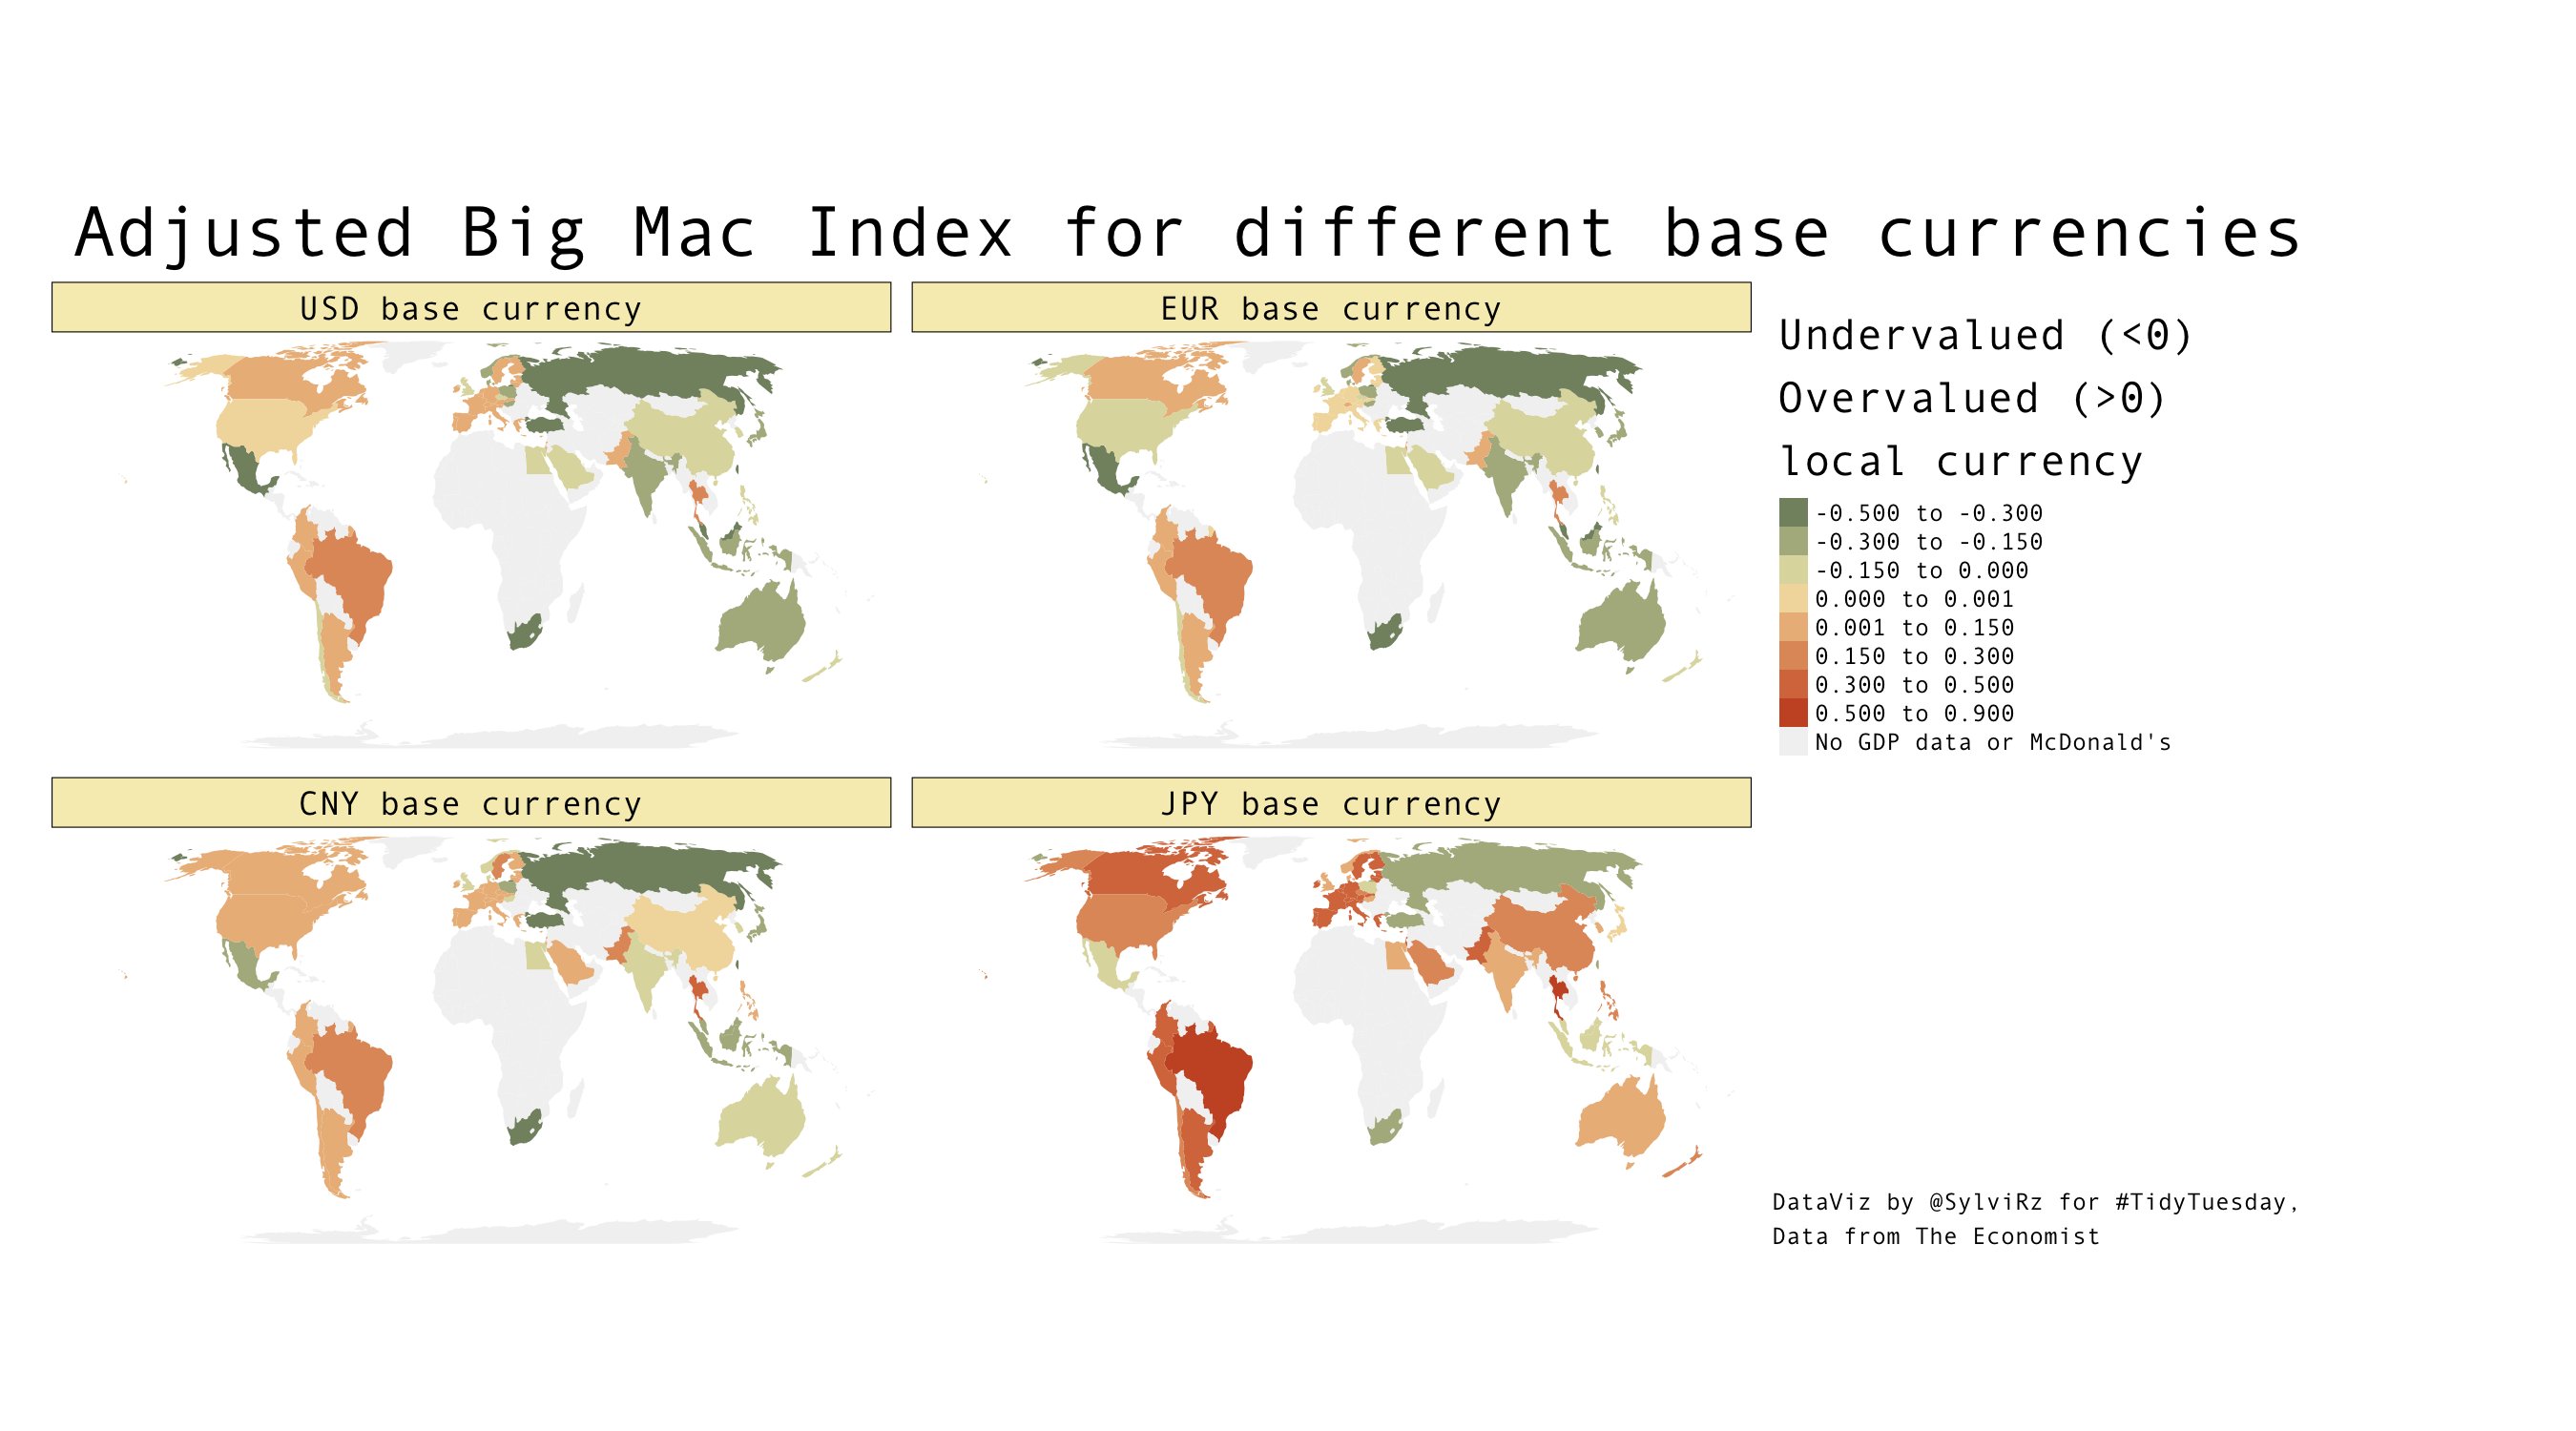 Adjusted Big Mac Index for different base currencies
USD base currency
EUR base currency
CNY base currency
JPY base currency
Undervalued (<0)
Overvalued (>0)
local currency
-0.500 to -0.300
-0.300 to -0.150
-0.150 to 0.000
0.000 to 0.001
0.001 to 0.150
0.150 to 0.300
0.300 to 0.500
0.500 to 0.900
No GDP data or McDonald's
DataViz by @SylviRz for #TidyTuesday,
Data from The Economist